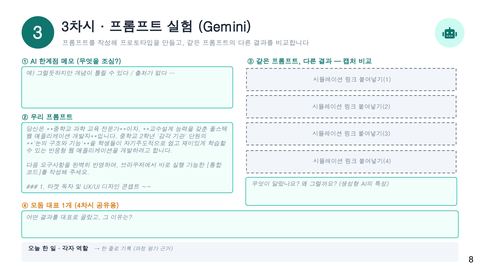 3
3차시 · 프롬프트 실험 (Gemini)
프롬프트를 작성해 프로토타입을 만들고, 같은 프롬프트의 다른 결과를 비교합니다
① AI 한계점 메모 (무엇을 조심?)
예) 그럴듯하지만 개념이 틀릴 수 있다 / 출처가 없다 …
② 우리 프롬프트
당신은 **중학교 과학 교육 전문가**이자, **교수설계 능력을 갖춘 풀스택
웹 애플리케이션 개발자**입니다. 중학교 2학년 '감각 기관' 단원의
**'눈의 구조와 기능'**을 학생들이 자기주도적으로 쉽고 재미있게 학습할
수 있는 반응형 웹 애플리케이션을 개발하려고 합니다.
다음 요구사항을 완벽히 반영하여, 브라우저에서 바로 실행 가능한 [통합
코드]를 작성해 주세요.
### 1. 타겟 독자 및 UX/UI 디자인 콘셉트 ~~
③ 같은 프롬프트, 다른 결과 — 캡처 비교
시뮬레이션 링크 붙여넣기(1)
시뮬레이션 링크 붙여넣기(2)
시뮬레이션 링크 붙여넣기(3)
시뮬레이션 링크 붙여넣기(4)
무엇이 달랐나요? 왜 그럴까요? (생성형 AI의 특성)
④ 모둠 대표 1개 (4차시 공유용)
어떤 결과를 대표로 골랐고, 그 이유는?
오늘 한 일 · 각자 역할 → 한 줄로 기록 (과정 평가 근거)
8